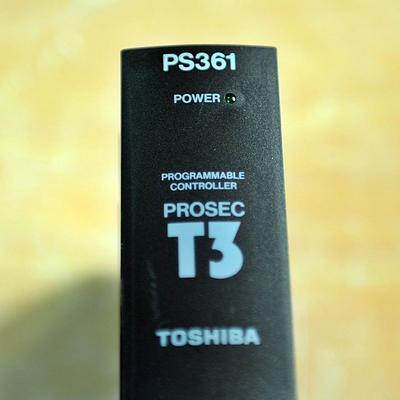 PS361
POWER
PROGRAMMABLE
CONTROLLER
PROSEC
T3
TOSHIBA